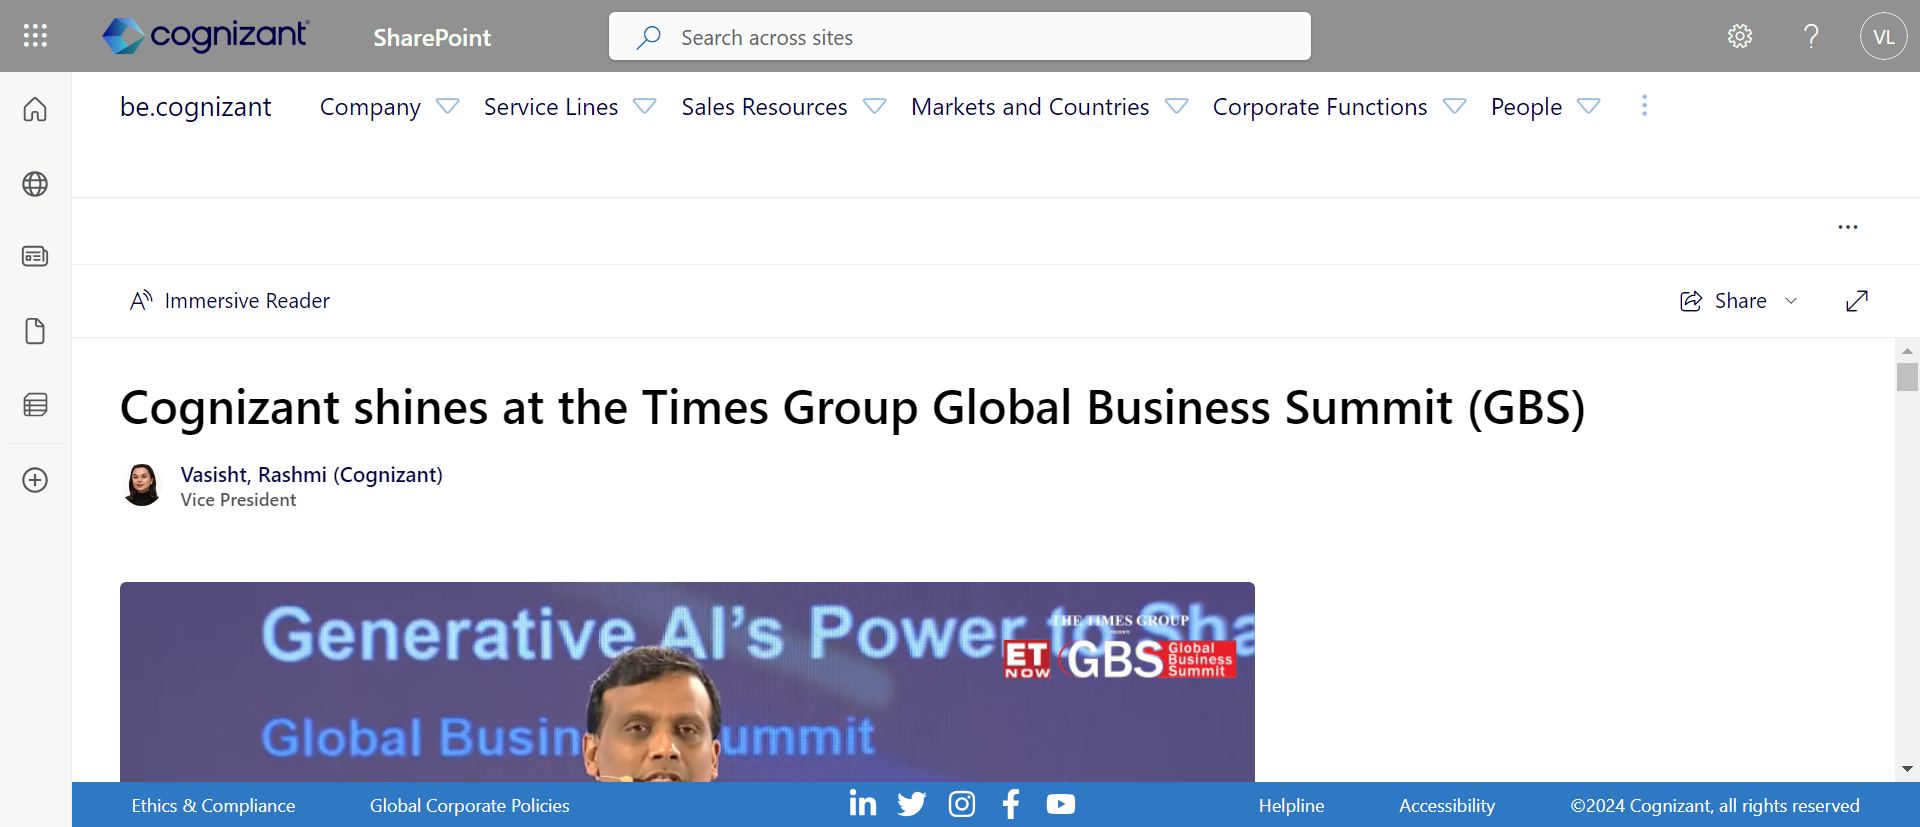 cognizant
SharePoint
Search across sites
VL
be.cognizant
Company
Service Lines
Sales Resources
Markets and Countries
Corporate Functions
People
Immersive Reader
Share
Cognizant shines at the Times Group Global Business Summit (GBS)
Vasisht, Rashmi (Cognizant)
Vice President
Generative AI's Power to Sha
THE TIMES GROUP
PRESENTS
ET NOW
GBS
Global
Business
Summit
Global Busin ummit
Ethics & Compliance
Global Corporate Policies
Helpline
Accessibility
©2024 Cognizant, all rights reserved